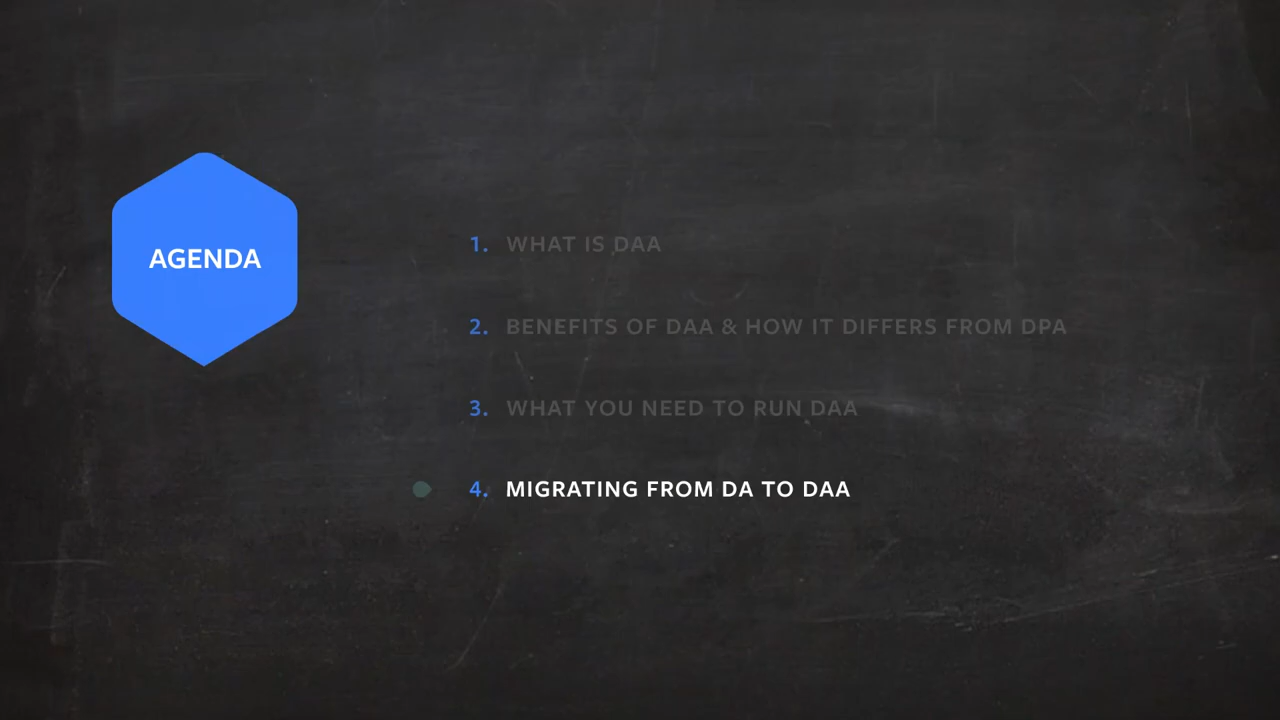 AGENDA
1. WHAT IS DAA
2. BENEFITS OF DAA & HOW IT DIFFERS FROM DPA
3. WHAT YOU NEED TO RUN DAA
4. MIGRATING FROM DA TO DAA